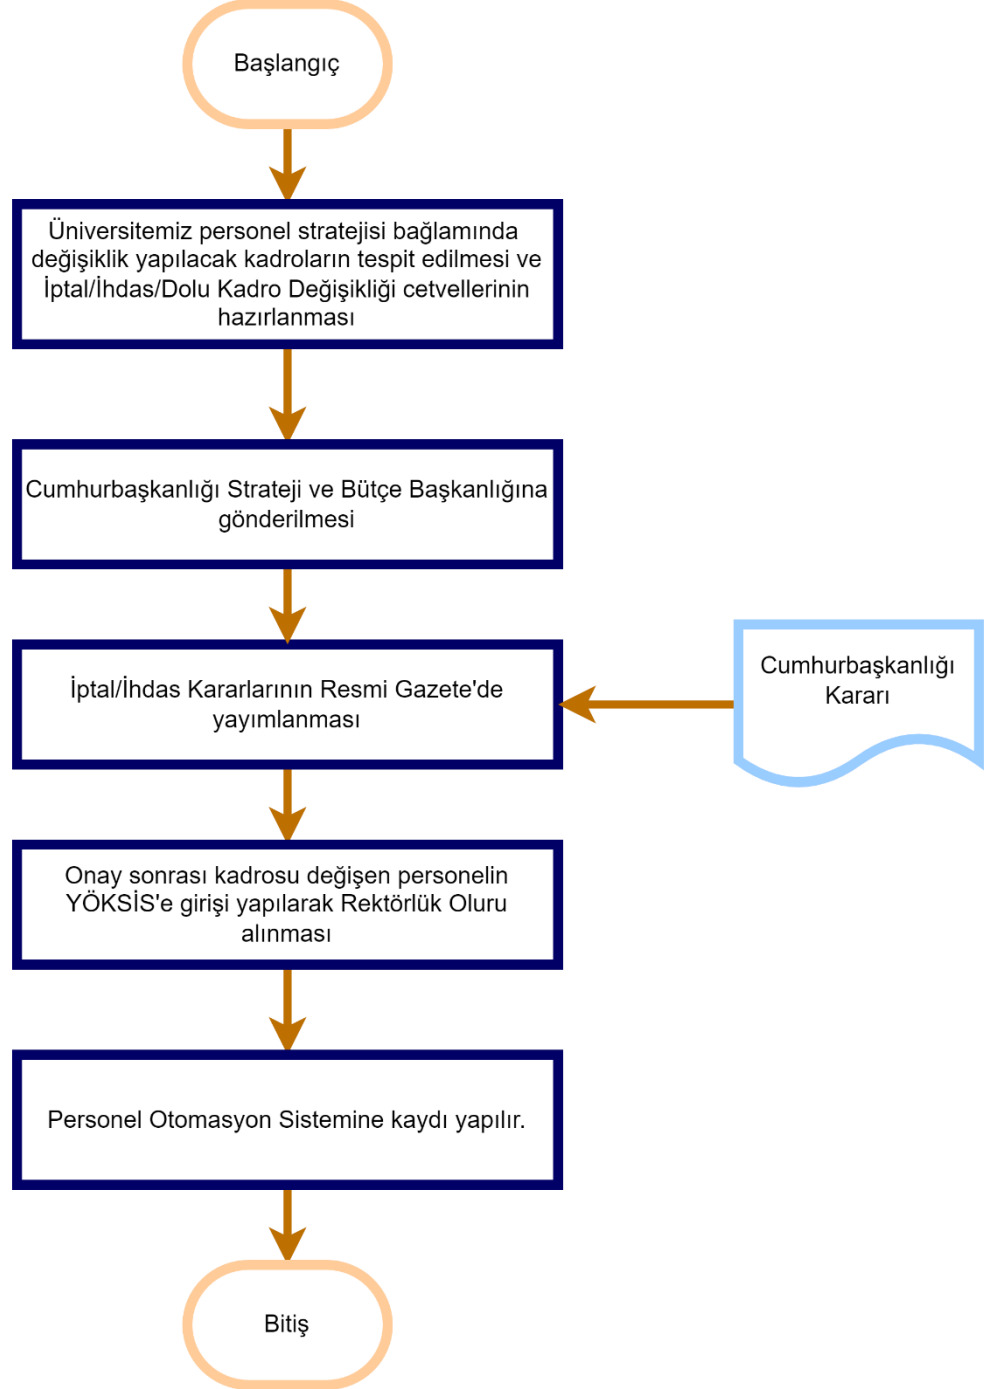 Başlangıç
Üniversitemiz personel stratejisi bağlamında
değişiklik yapılacak kadroların tespit edilmesi ve
İptal/İhdas/Dolu Kadro Değişikliği cetvellerinin
hazırlanması
Cumhurbaşkanlığı Strateji ve Bütçe Başkanlığına
gönderilmesi
İptal/İhdas Kararlarının Resmi Gazete'de
yayımlanması
Cumhurbaşkanlığı
Kararı
Onay sonrası kadrosu değişen personelin
YÖKSİS'e girişi yapılarak Rektörlük Oluru
alınması
Personel Otomasyon Sistemine kaydı yapılır.
Bitiş